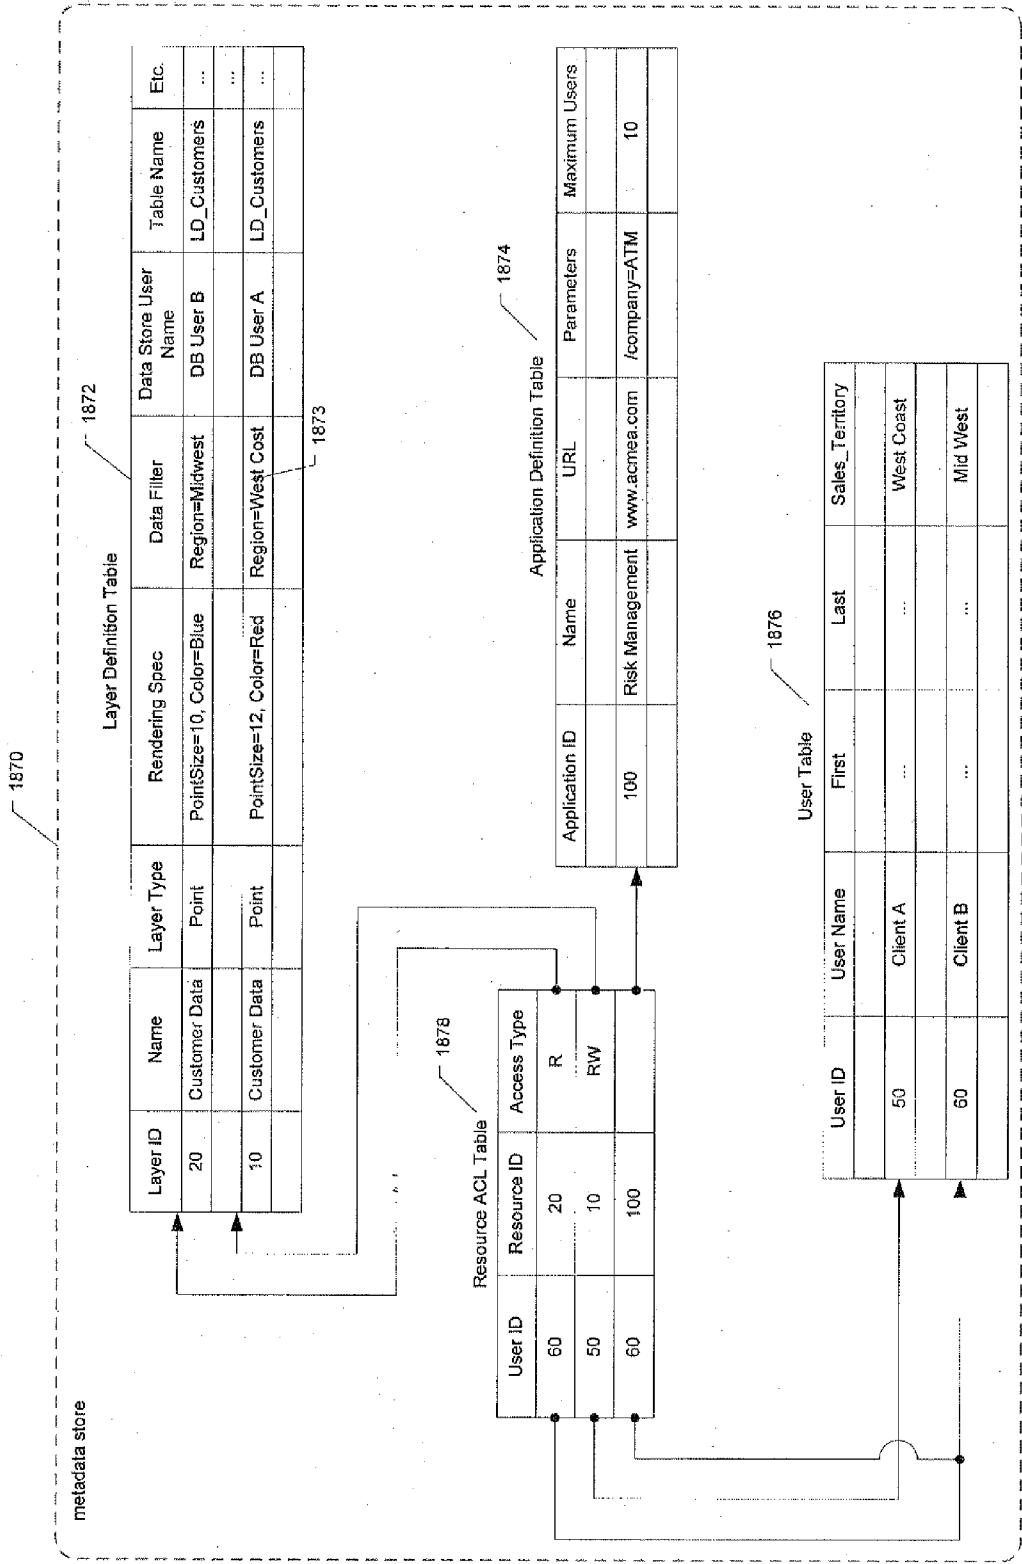 1870
metadata store
Layer Definition Table
1872
Layer ID Name Layer Type Rendering Spec Data Filter Data Store User Name Table Name Etc.
20 Customer Data Point PointSize=10, Color=Blue Region=Midwest DB User B LD_Customers ...
...
10 Customer Data Point PointSize=12, Color=Red Region=West Cost DB User A LD_Customers ...
1873
Resource ACL Table
1878
User ID Resource ID Access Type
60 20 R
50 10 RW
60 100
Application Definition Table
1874
Application ID Name URL Parameters Maximum Users
100 Risk Management www.acmea.com /company=ATM 10
User Table
1876
User ID User Name First Last Sales_Territory
50 Client A ... ... West Coast
60 Client B ... ... Mid West